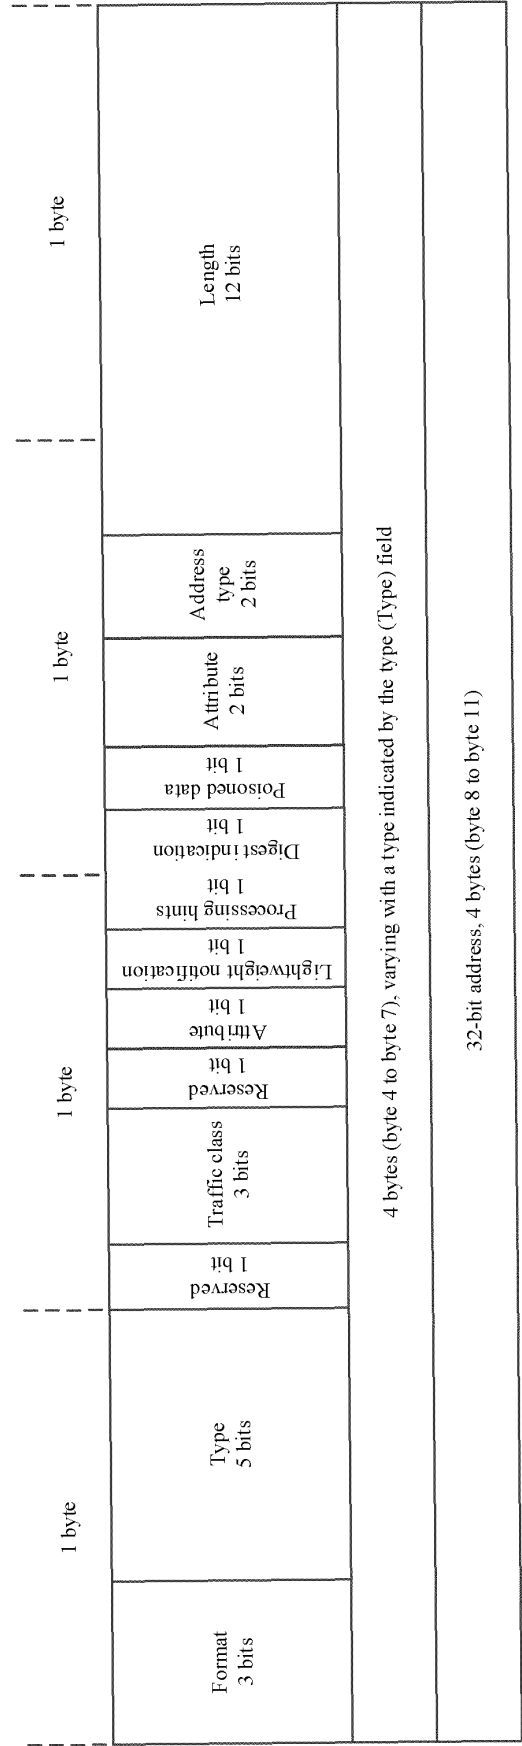 1 byte
1 byte
1 byte
1 byte
Format
3 bits
Type
5 bits
Reserved
1 bit
Traffic class
3 bits
Reserved
1 bit
Attribute
1 bit
Lightweight notification
1 bit
Processing hints
1 bit
Digest indication
1 bit
Poisoned data
1 bit
Attribute
2 bits
Address
type
2 bits
Length
12 bits
4 bytes (byte 4 to byte 7), varying with a type indicated by the type (Type) field
32-bit address, 4 bytes (byte 8 to byte 11)